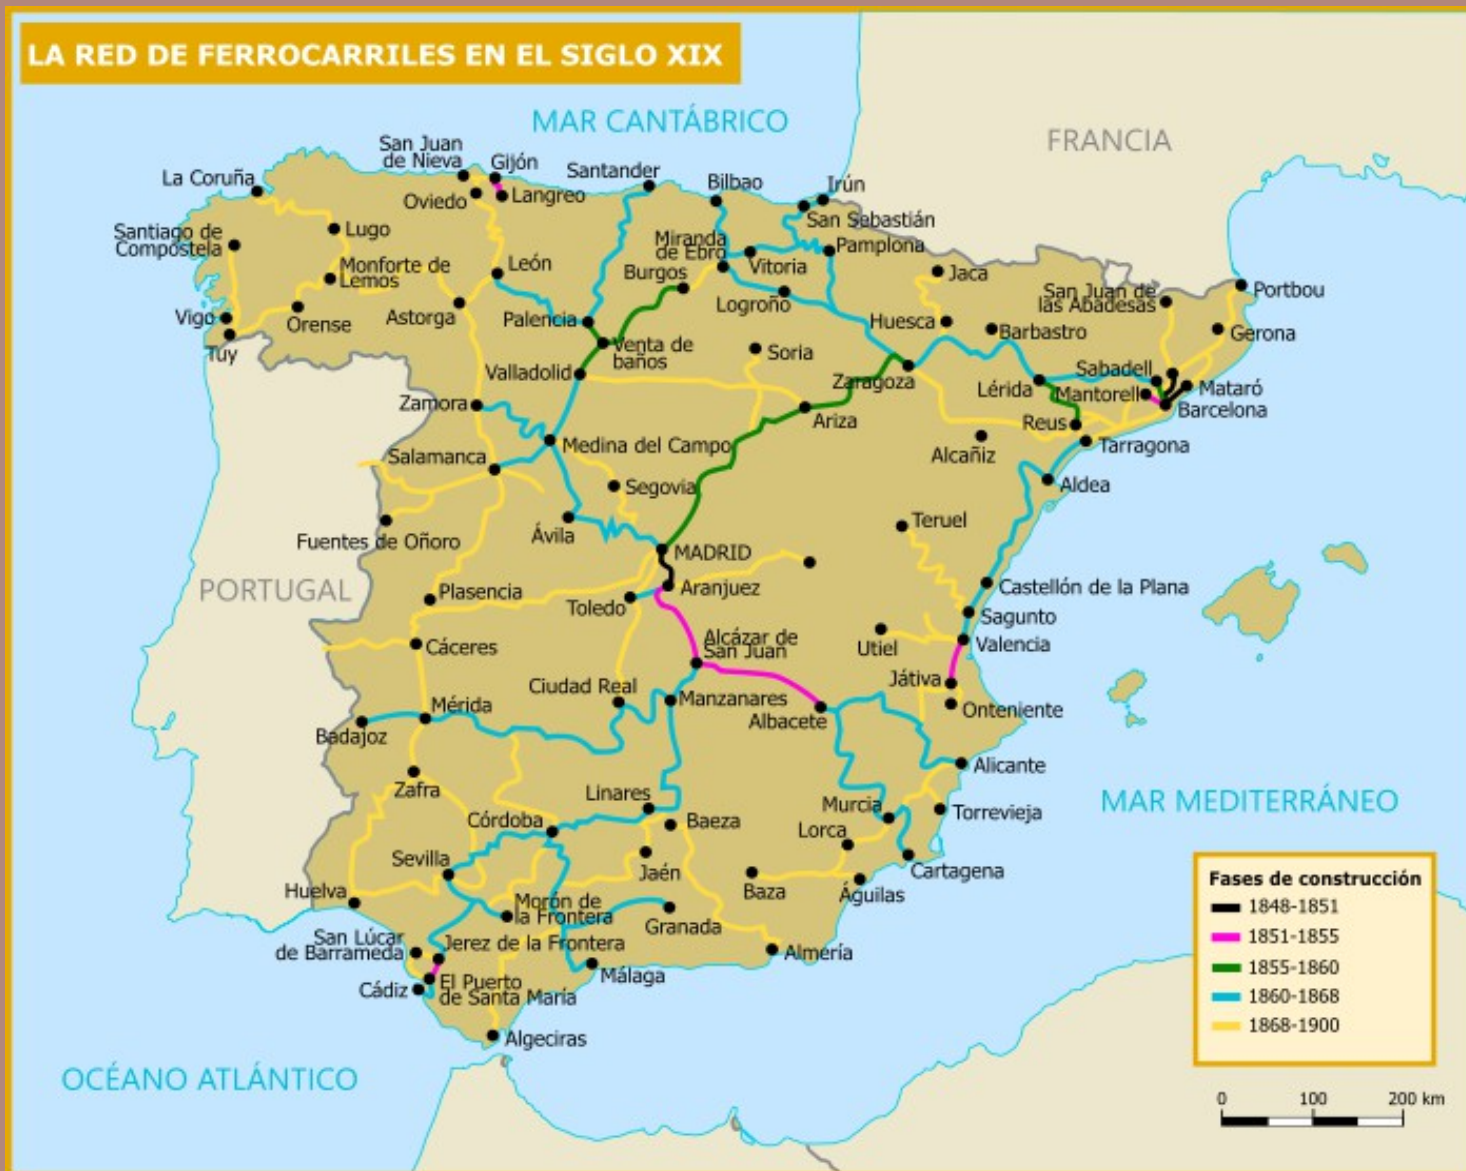 LA RED DE FERROCARRILES EN EL SIGLO XIX
MAR CANTÁBRICO
FRANCIA
San Juan
de Nieva
Gijón
Santander
Bilbao
Irún
La Coruña
Oviedo
Langreo
San Sebastián
Santiago de
Compostela
Lugo
Miranda
de Ebro
Vitoria
Pamplona
Monforte de
Lemos
León
Burgos
Jaca
San Juan de
las Abadesas
Portbou
Vigo
Orense
Astorga
Palencia
Logroño
Huesca
Barbastro
Gerona
Tuy
Venta de
baños
Soria
Valladolid
Zaragoza
Lérida
Sabadell
Mantorell
Mataró
Barcelona
Zamora
Ariza
Reus
Medina del Campo
Alcañiz
Tarragona
Salamanca
Segovia
Aldea
Fuentes de Oñoro
Ávila
Teruel
MADRID
PORTUGAL
Plasencia
Toledo
Aranjuez
Castellón de la Plana
Sagunto
Cáceres
Alcázar de
San Juan
Utiel
Valencia
Játiva
Ciudad Real
Manzanares
Mérida
Albacete
Onteniente
Badajoz
Zafra
Alicante
Linares
Murcia
Torrevieja
MAR MEDITERRÁNEO
Córdoba
Baeza
Lorca
Sevilla
Jaén
Baza
Águilas
Cartagena
Huelva
Morón de
la Frontera
Granada
San Lúcar
de Barrameda
Jerez de la Frontera
Almería
Cádiz
El Puerto
de Santa María
Málaga
Algeciras
OCÉANO ATLÁNTICO
Fases de construcción
1848-1851
1851-1855
1855-1860
1860-1868
1868-1900
0 100 200 km